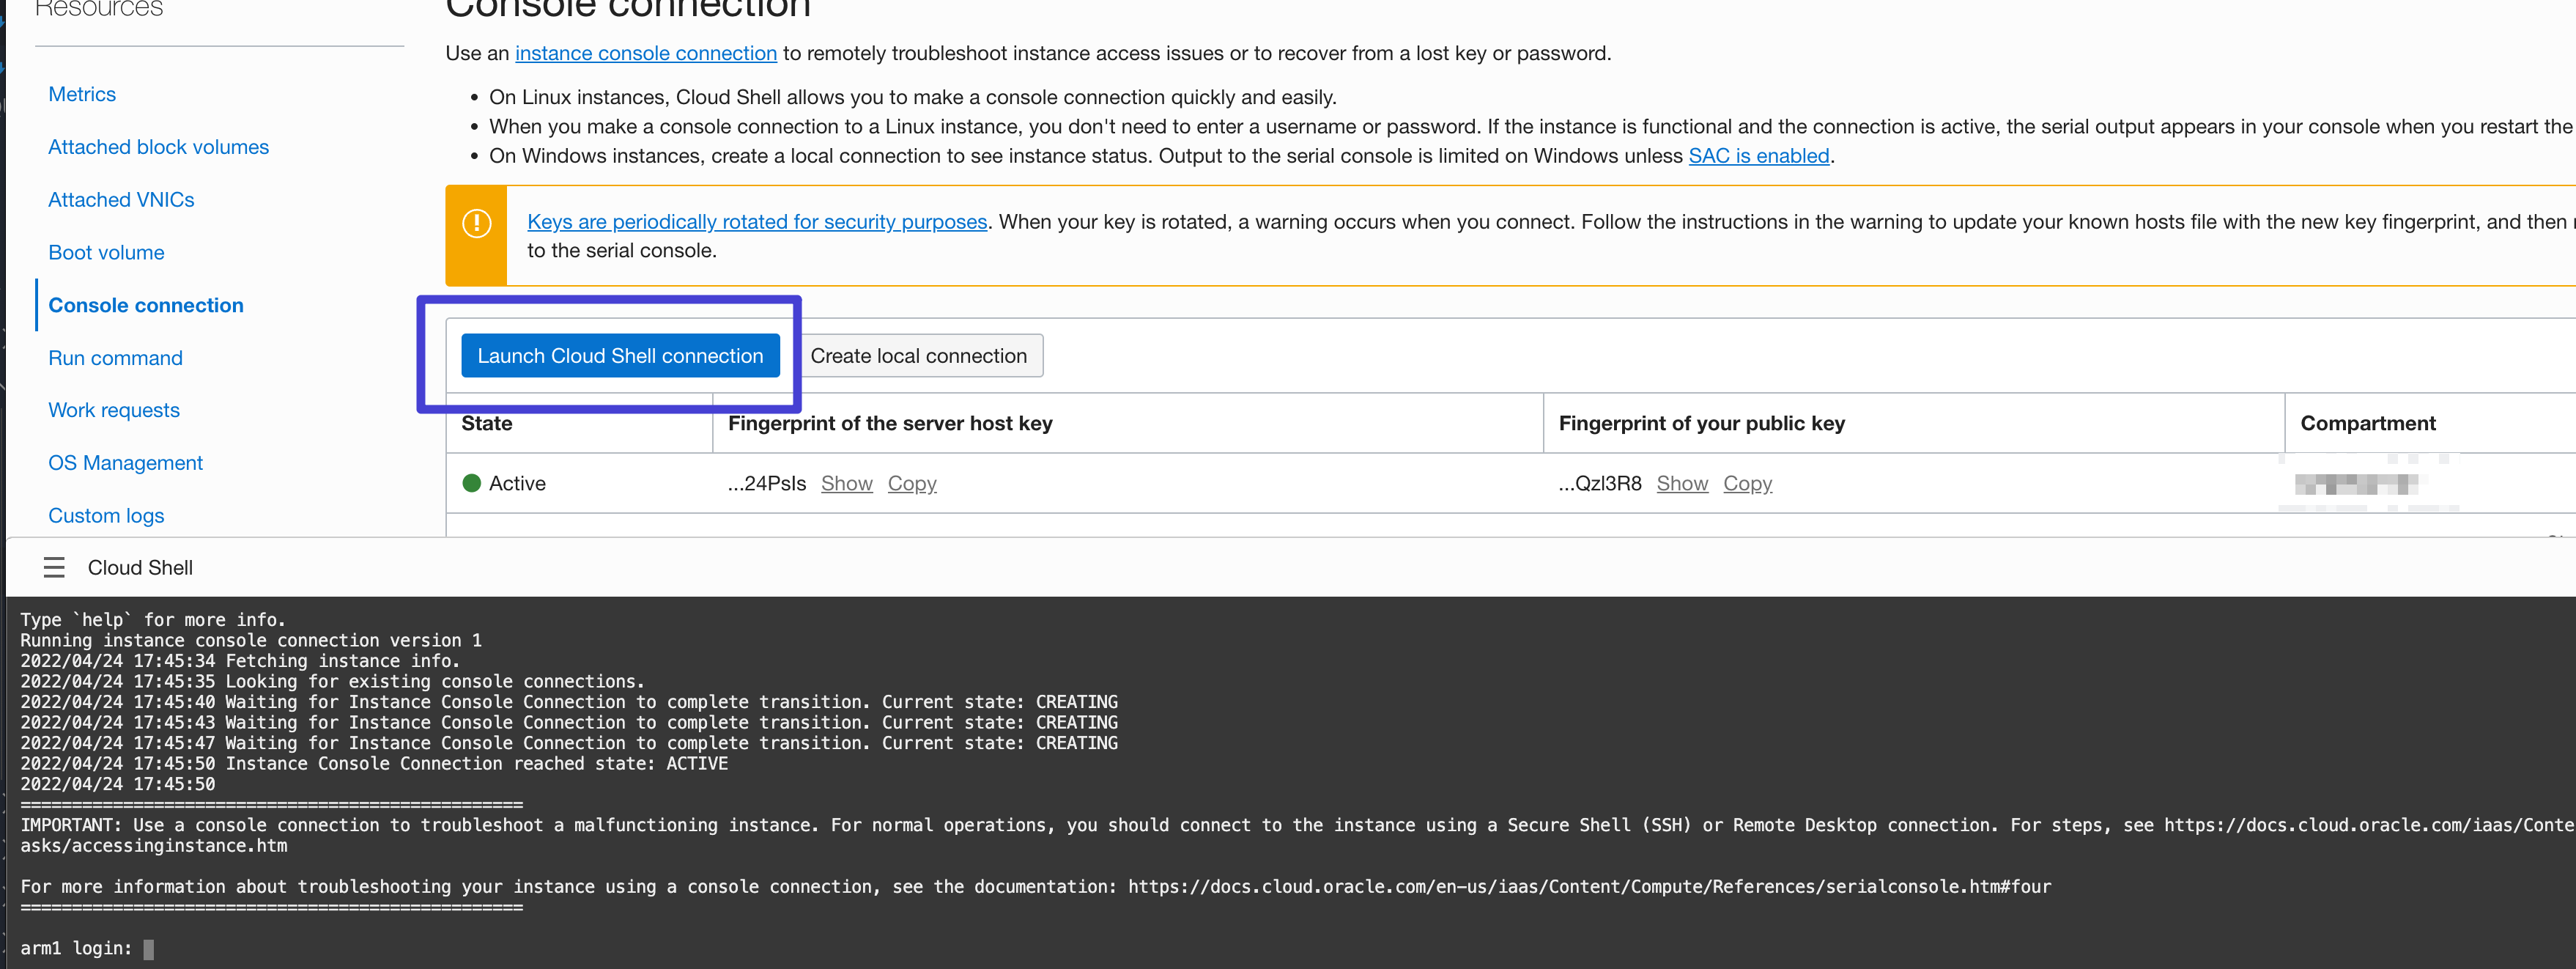 Resources
Console connection
Use an instance console connection to remotely troubleshoot instance access issues or to recover from a lost key or password.
Metrics
• On Linux instances, Cloud Shell allows you to make a console connection quickly and easily.
• When you make a console connection to a Linux instance, you don't need to enter a username or password. If the instance is functional and the connection is active, the serial output appears in your console when you restart the
Attached block volumes
• On Windows instances, create a local connection to see instance status. Output to the serial console is limited on Windows unless SAC is enabled.
Attached VNICs
Keys are periodically rotated for security purposes. When your key is rotated, a warning occurs when you connect. Follow the instructions in the warning to update your known hosts file with the new key fingerprint, and then
to the serial console.
Boot volume
Console connection
Run command
Launch Cloud Shell connection
Create local connection
Work requests
State
Fingerprint of the server host key
Fingerprint of your public key
Compartment
OS Management
Active
...24PsIs Show Copy
...Qzl3R8 Show Copy
Custom logs
Cloud Shell
Type `help` for more info.
Running instance console connection version 1
2022/04/24 17:45:34 Fetching instance info.
2022/04/24 17:45:35 Looking for existing console connections.
2022/04/24 17:45:40 Waiting for Instance Console Connection to complete transition. Current state: CREATING
2022/04/24 17:45:43 Waiting for Instance Console Connection to complete transition. Current state: CREATING
2022/04/24 17:45:47 Waiting for Instance Console Connection to complete transition. Current state: CREATING
2022/04/24 17:45:50 Instance Console Connection reached state: ACTIVE
2022/04/24 17:45:50
=================================================
IMPORTANT: Use a console connection to troubleshoot a malfunctioning instance. For normal operations, you should connect to the instance using a Secure Shell (SSH) or Remote Desktop connection. For steps, see https://docs.cloud.oracle.com/iaas/Conte
asks/accessinginstance.htm
For more information about troubleshooting your instance using a console connection, see the documentation: https://docs.cloud.oracle.com/en-us/iaas/Content/Compute/References/serialconsole.htm#four
=================================================
arm1 login: